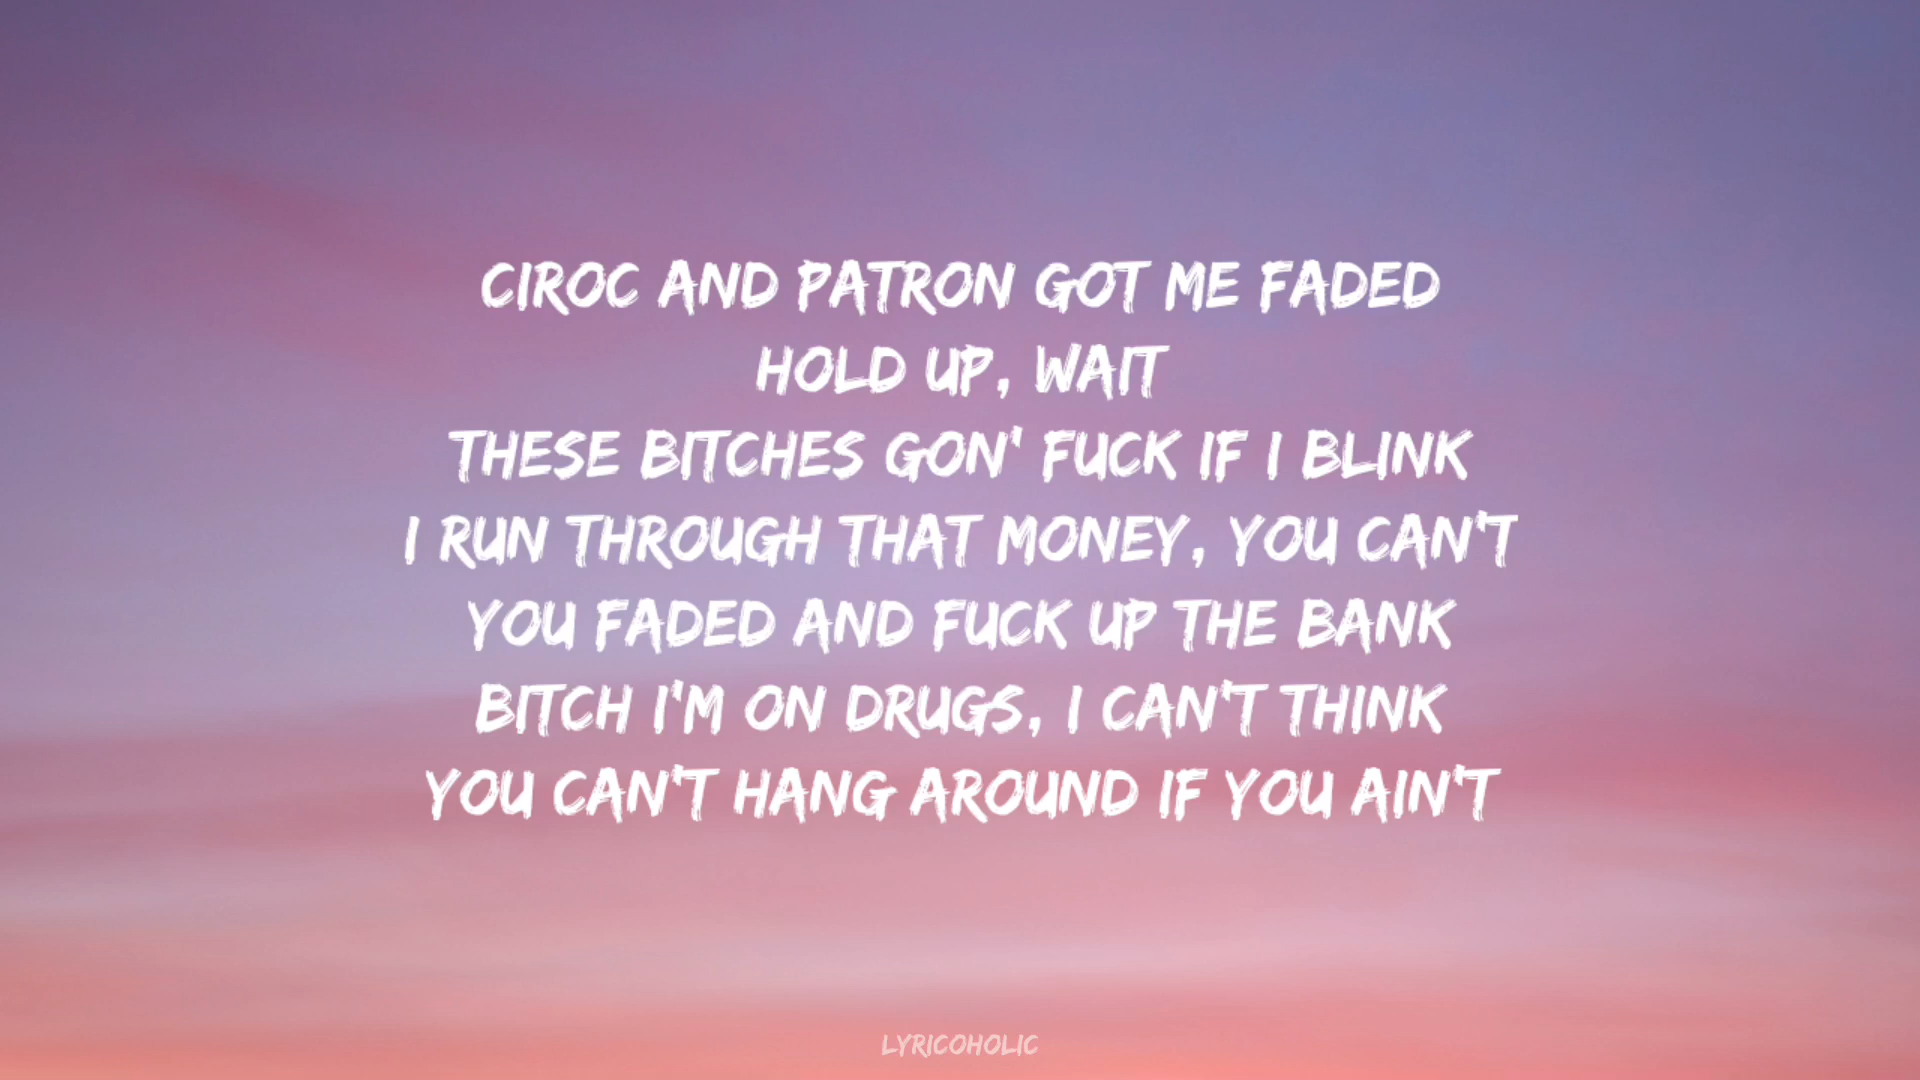 CIROC AND PATRON GOT ME FADED
HOLD UP, WAIT
THESE BITCHES GON' FUCK IF I BLINK
I RUN THROUGH THAT MONEY, YOU CAN'T
YOU FADED AND FUCK UP THE BANK
BITCH I'M ON DRUGS, I CAN'T THINK
YOU CAN'T HANG AROUND IF YOU AIN'T
LYRICOHOLIC